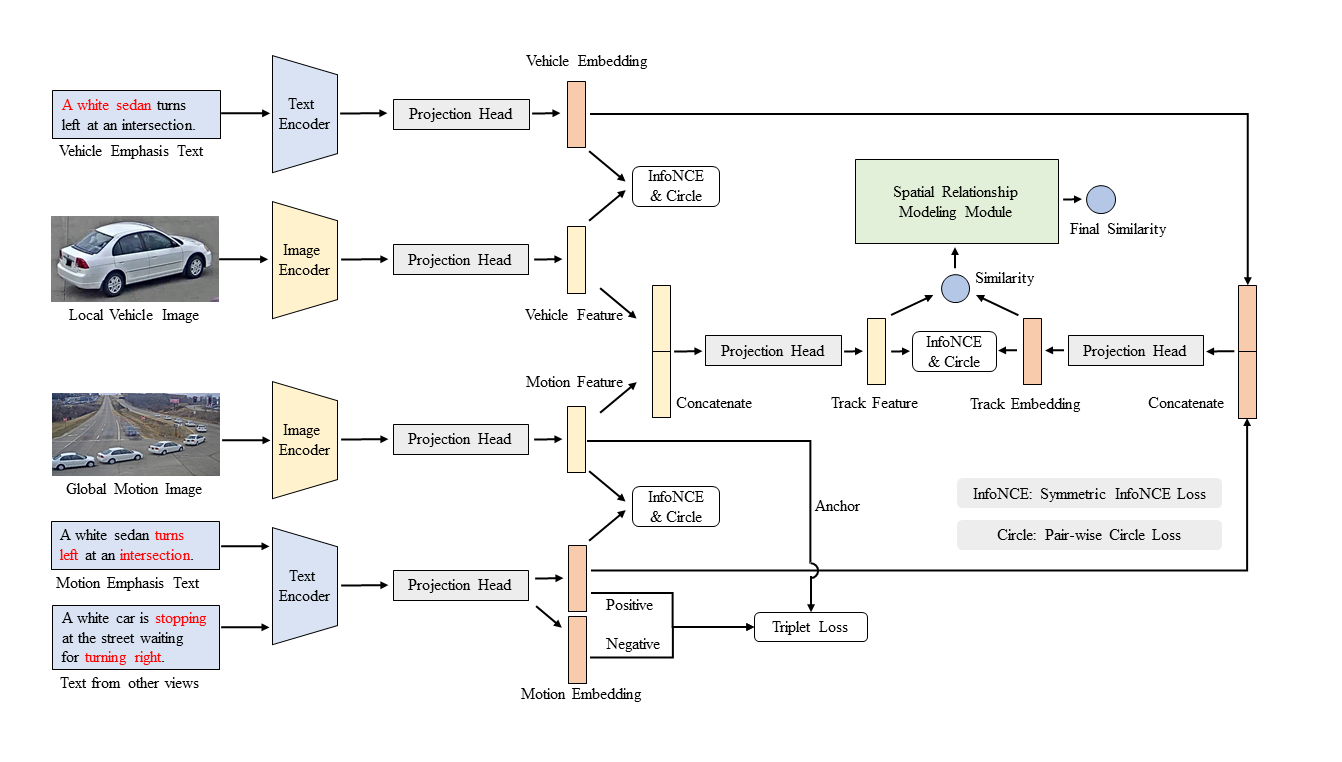 Vehicle Embedding
A white sedan turns
left at an intersection.
Vehicle Emphasis Text
Text
Encoder
Projection Head
InfoNCE
& Circle
Spatial Relationship
Modeling Module
Final Similarity
Image
Encoder
Projection Head
Local Vehicle Image
Vehicle Feature
Similarity
Projection Head
InfoNCE
& Circle
Projection Head
Motion Feature
Concatenate
Track Feature
Track Embedding
Concatenate
Image
Encoder
Projection Head
Global Motion Image
InfoNCE
& Circle
Anchor
InfoNCE: Symmetric InfoNCE Loss
Circle: Pair-wise Circle Loss
A white sedan turns
left at an intersection.
Motion Emphasis Text
Text
Encoder
Projection Head
A white car is stopping
at the street waiting
for turning right.
Text from other views
Positive
Negative
Triplet Loss
Motion Embedding